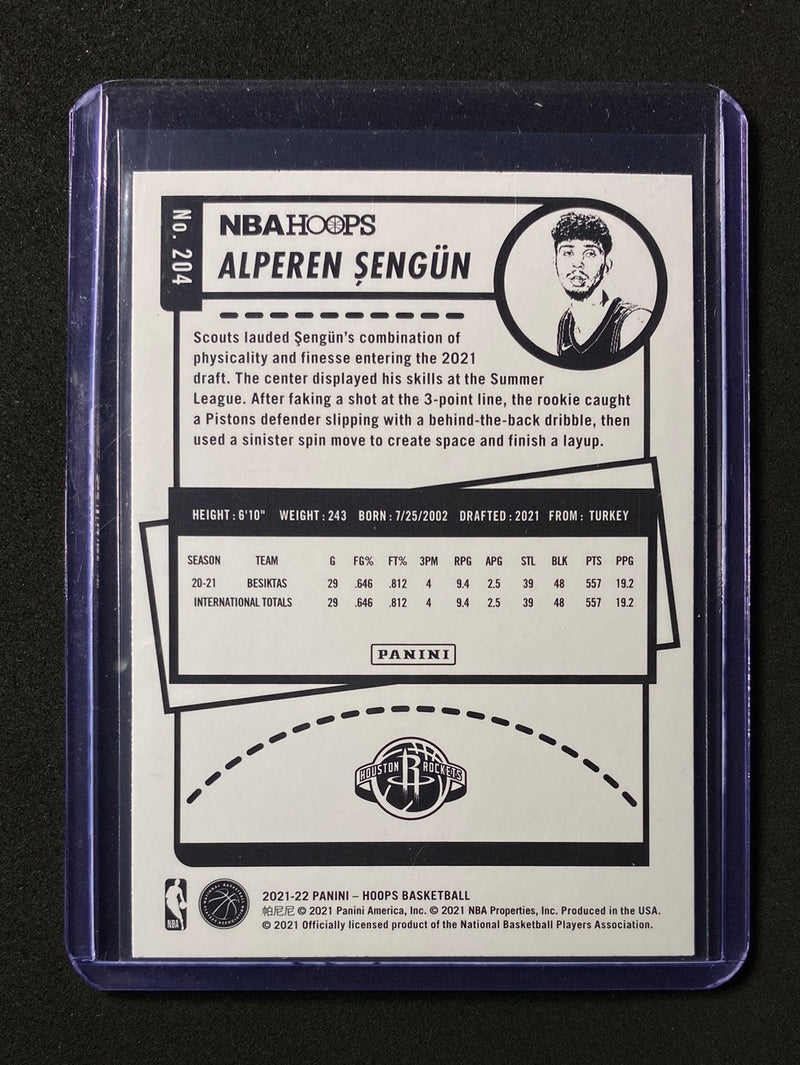 No. 204
NBA HOOPS
ALPEREN ŞENGÜN
Scouts lauded Şengün's combination of
physicality and finesse entering the 2021
draft. The center displayed his skills at the Summer
League. After faking a shot at the 3-point line, the rookie caught
a Pistons defender slipping with a behind-the-back dribble, then
used a sinister spin move to create space and finish a layup.
HEIGHT: 6'10" WEIGHT: 243 BORN: 7/25/2002 DRAFTED: 2021 FROM: TURKEY
SEASON TEAM G FG% FT% 3PM RPG APG STL BLK PTS PPG
20-21 BESIKTAS 29 .646 .812 4 9.4 2.5 39 48 557 19.2
INTERNATIONAL TOTALS 29 .646 .812 4 9.4 2.5 39 48 557 19.2
PANINI
HOUSTON R ROCKETS
NBA
NATIONAL BASKETBALL PLAYERS ASSOCIATION
2021-22 PANINI – HOOPS BASKETBALL
帕尼尼 © 2021 Panini America, Inc. © 2021 NBA Properties, Inc. Produced in the USA.
© 2021 Officially licensed product of the National Basketball Players Association.